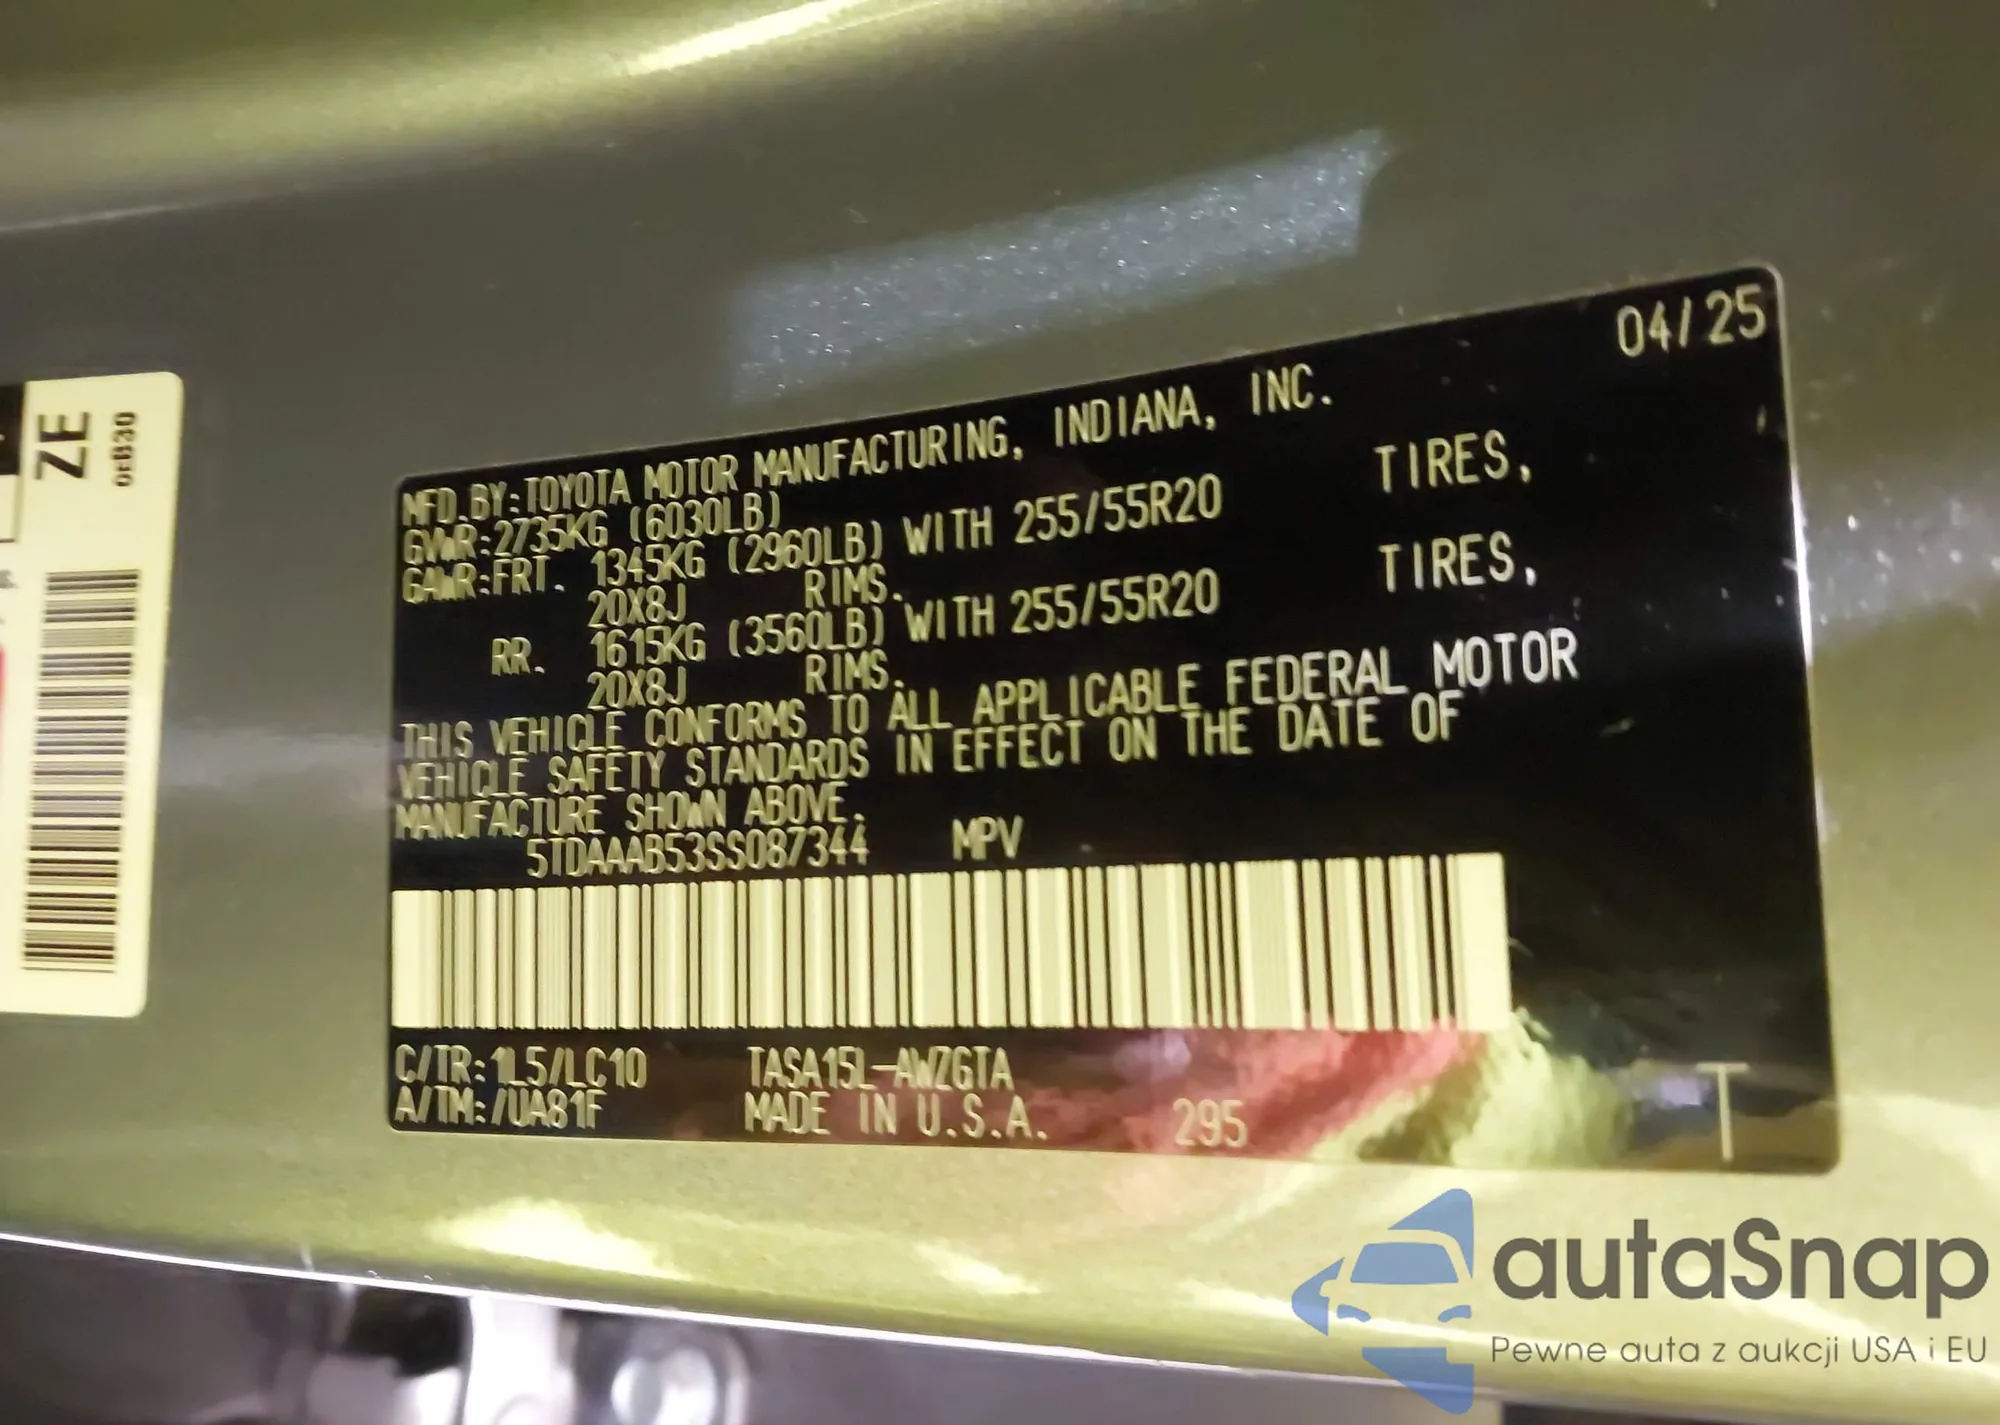 04/25
MFD. BY:TOYOTA MOTOR MANUFACTURING, INDIANA, INC.
GVWR:2735KG (6030LB)
GAWR:FRT. 1345KG (2960LB) WITH 255/55R20 TIRES,
20X8J RIMS.
RR. 1615KG (3560LB) WITH 255/55R20 TIRES,
20X8J RIMS.
THIS VEHICLE CONFORMS TO ALL APPLICABLE FEDERAL MOTOR
VEHICLE SAFETY STANDARDS IN EFFECT ON THE DATE OF
MANUFACTURE SHOWN ABOVE.
5TDAAAB53SS087344 MPV
C/TR:1L5/LC10 TASA15L-AWZGTA
A/TM:/UA81F MADE IN U.S.A. 295 T
ZE
autaSnap
Pewne auta z aukcji USA i EU